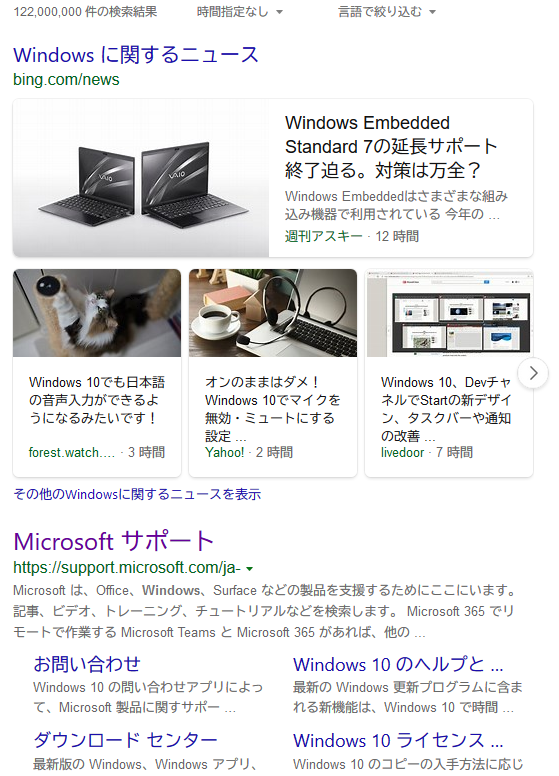 122,000,000 件の検索結果 時間指定なし 言語で絞り込む
Windows に関するニュース
bing.com/news
Windows Embedded
Standard 7の延長サポート
終了迫る。対策は万全？
Windows Embeddedはさまざまな組み
込み機器で利用されている 今年の ...
週刊アスキー · 12 時間
VAIO
VAIO
Windows 10でも日本語
の音声入力ができるよ
うになるみたいです！
forest.watch.... · 3 時間
オンのままはダメ！
Windows 10でマイクを
無効・ミュートにする
設定 ...
Yahoo! · 2 時間
Windows 10、Devチャ
ネルでStartの新デザイ
ン、タスクバーや通知
の改善 ...
livedoor · 7 時間
その他のWindowsに関するニュースを表示
Microsoft サポート
https://support.microsoft.com/ja-
Microsoft は、Office、Windows、Surface などの製品を支援するためにここにいます。
記事、ビデオ、トレーニング、チュートリアルなどを検索します。 Microsoft 365 でリ
モートで作業する Microsoft Teams と Microsoft 365 があれば、他の ...
お問い合わせ
Windows 10 の問い合わせアプリによっ
て、Microsoft 製品に関すサポー ...
Windows 10 のヘルプと ...
最新の Windows 更新プログラムに含ま
れる新機能は、Windows 10 で時間 ...
ダウンロード センター
最新版の Windows、Windows アプリ、
Windows 10 ライセンス ...
Windows 10 のコピーの入手方法に応じ